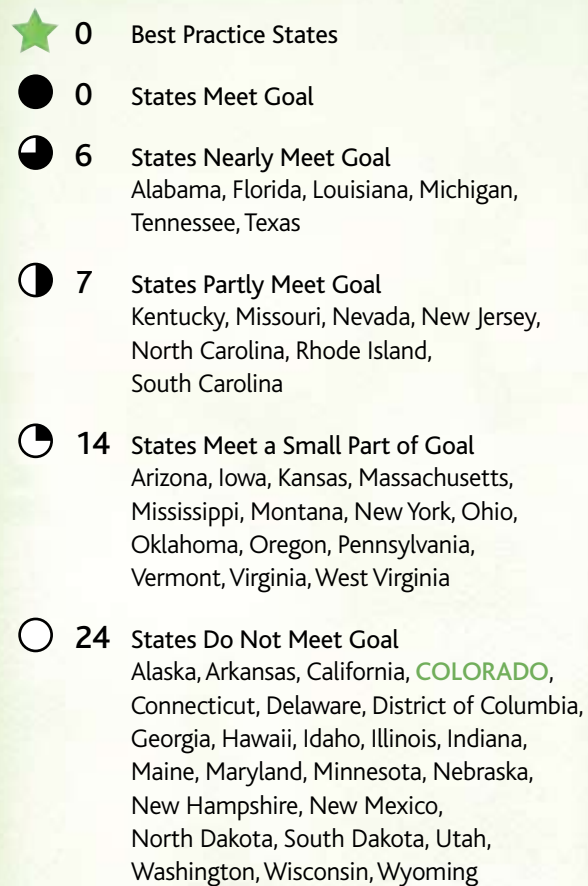 0 Best Practice States
0 States Meet Goal
6 States Nearly Meet Goal
Alabama, Florida, Louisiana, Michigan,
Tennessee, Texas
7 States Partly Meet Goal
Kentucky, Missouri, Nevada, New Jersey,
North Carolina, Rhode Island,
South Carolina
14 States Meet a Small Part of Goal
Arizona, Iowa, Kansas, Massachusetts,
Mississippi, Montana, New York, Ohio,
Oklahoma, Oregon, Pennsylvania,
Vermont, Virginia, West Virginia
24 States Do Not Meet Goal
Alaska, Arkansas, California, COLORADO,
Connecticut, Delaware, District of Columbia,
Georgia, Hawaii, Idaho, Illinois, Indiana,
Maine, Maryland, Minnesota, Nebraska,
New Hampshire, New Mexico,
North Dakota, South Dakota, Utah,
Washington, Wisconsin, Wyoming